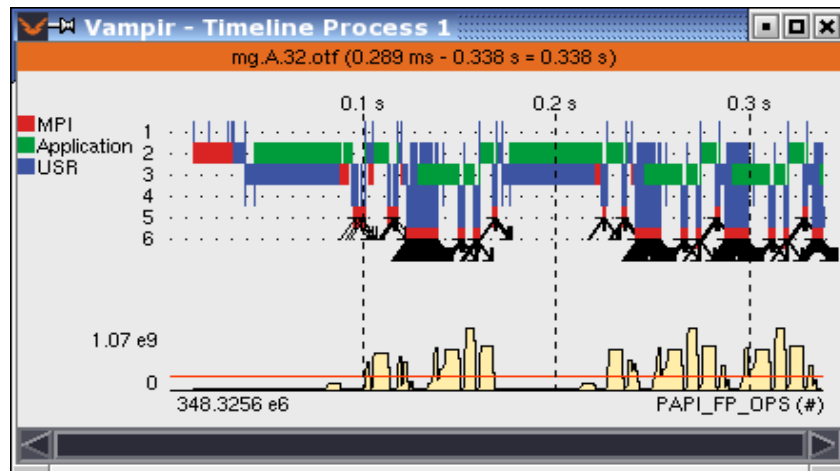 Vampir - Timeline Process 1
mg.A.32.otf (0.289 ms - 0.338 s = 0.338 s)
0.1 s 0.2 s 0.3 s
MPI
Application
USR
1
2
3
4
5
6
1.07 e9
0
348.3256 e6 PAPI_FP_OPS (#)